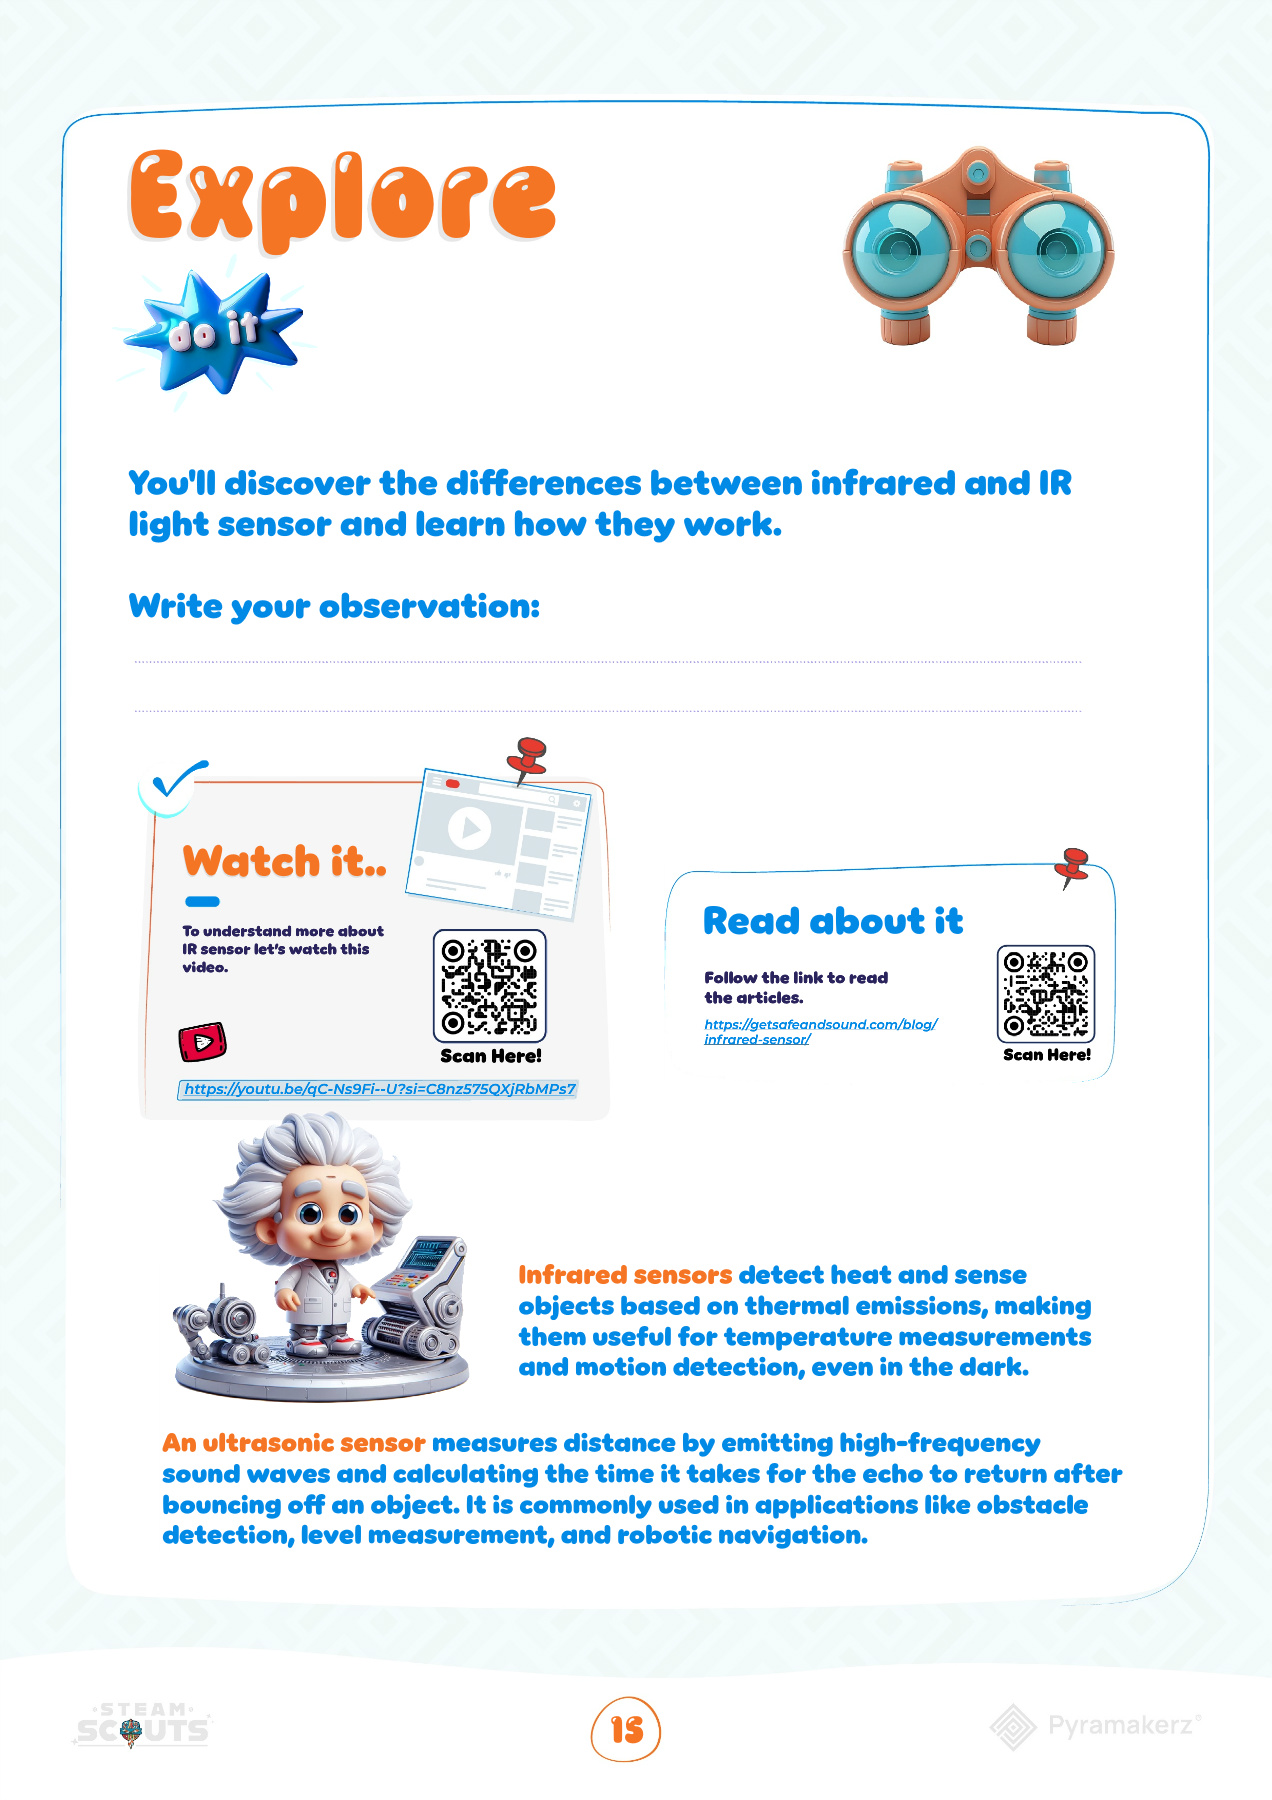 Explore
do it
You'll discover the differences between infrared and IR
light sensor and learn how they work.
Write your observation:
Watch it..
To understand more about
IR sensor let's watch this
video.
Scan Here!
https://youtu.be/qC-Ns9Fi--U?si=C8nz575QXjRbMPs7
Read about it
Follow the link to read
the articles.
https://getsafeandsound.com/blog/
infrared-sensor/
Scan Here!
Infrared sensors detect heat and sense
objects based on thermal emissions, making
them useful for temperature measurements
and motion detection, even in the dark.
An ultrasonic sensor measures distance by emitting high-frequency
sound waves and calculating the time it takes for the echo to return after
bouncing off an object. It is commonly used in applications like obstacle
detection, level measurement, and robotic navigation.
STEAM
SCOUTS
15
Pyramakerz